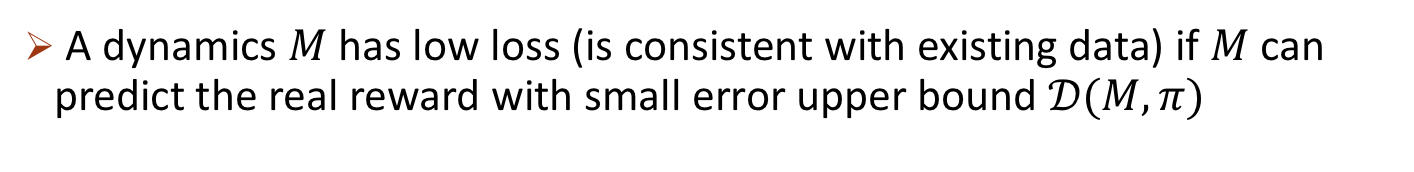 ➢ A dynamics 𝑀 has low loss (is consistent with existing data) if 𝑀 can
predict the real reward with small error upper bound 𝒟(𝑀, 𝜋)